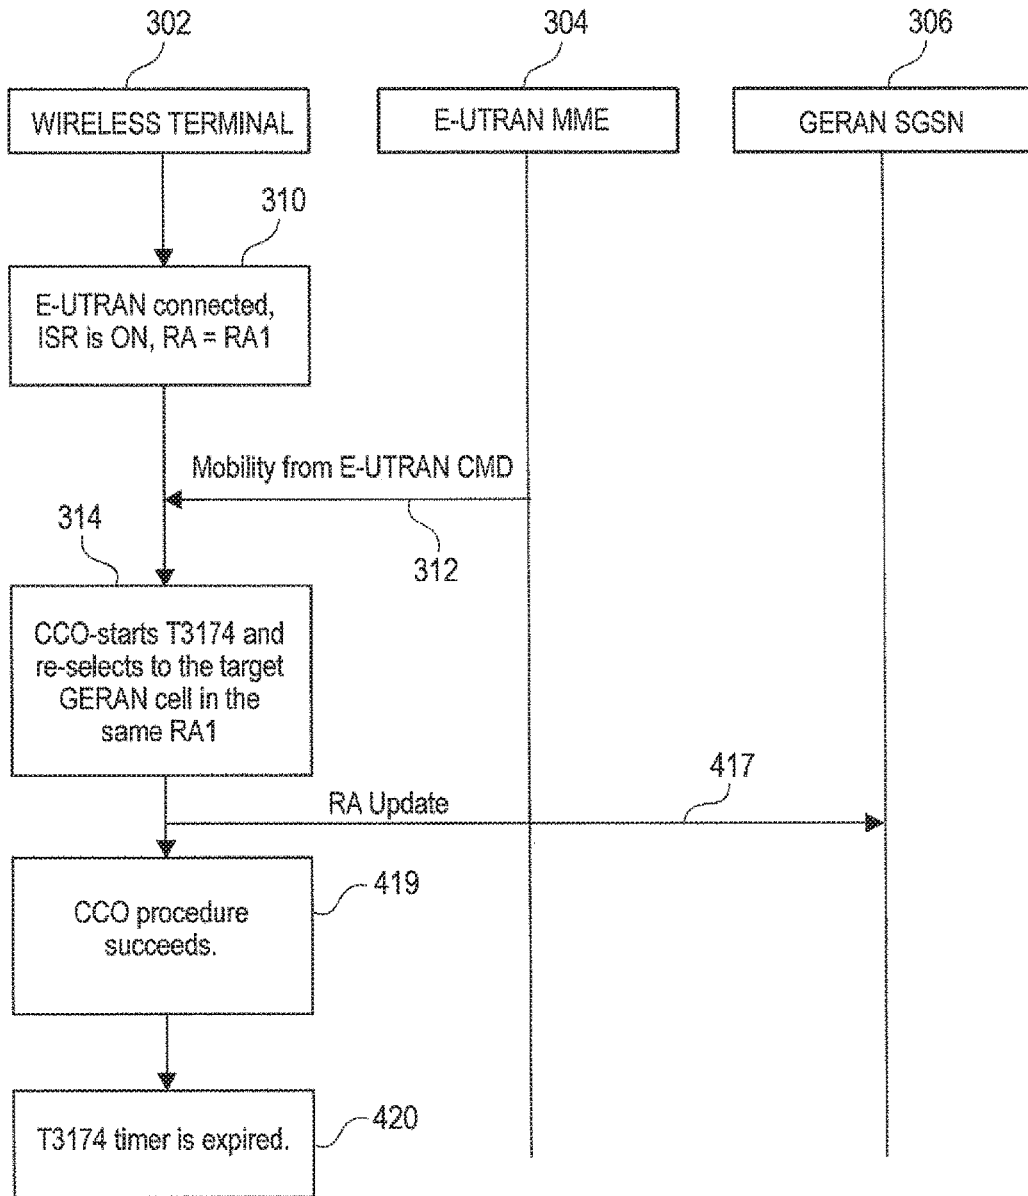 302
304
306
WIRELESS TERMINAL
E-UTRAN MME
GERAN SGSN
310
E-UTRAN connected,
ISR is ON, RA = RA1
Mobility from E-UTRAN CMD
312
314
CCO-starts T3174 and
re-selects to the target
GERAN cell in the
same RA1
417
RA Update
419
CCO procedure
succeeds.
T3174 timer is expired.
420